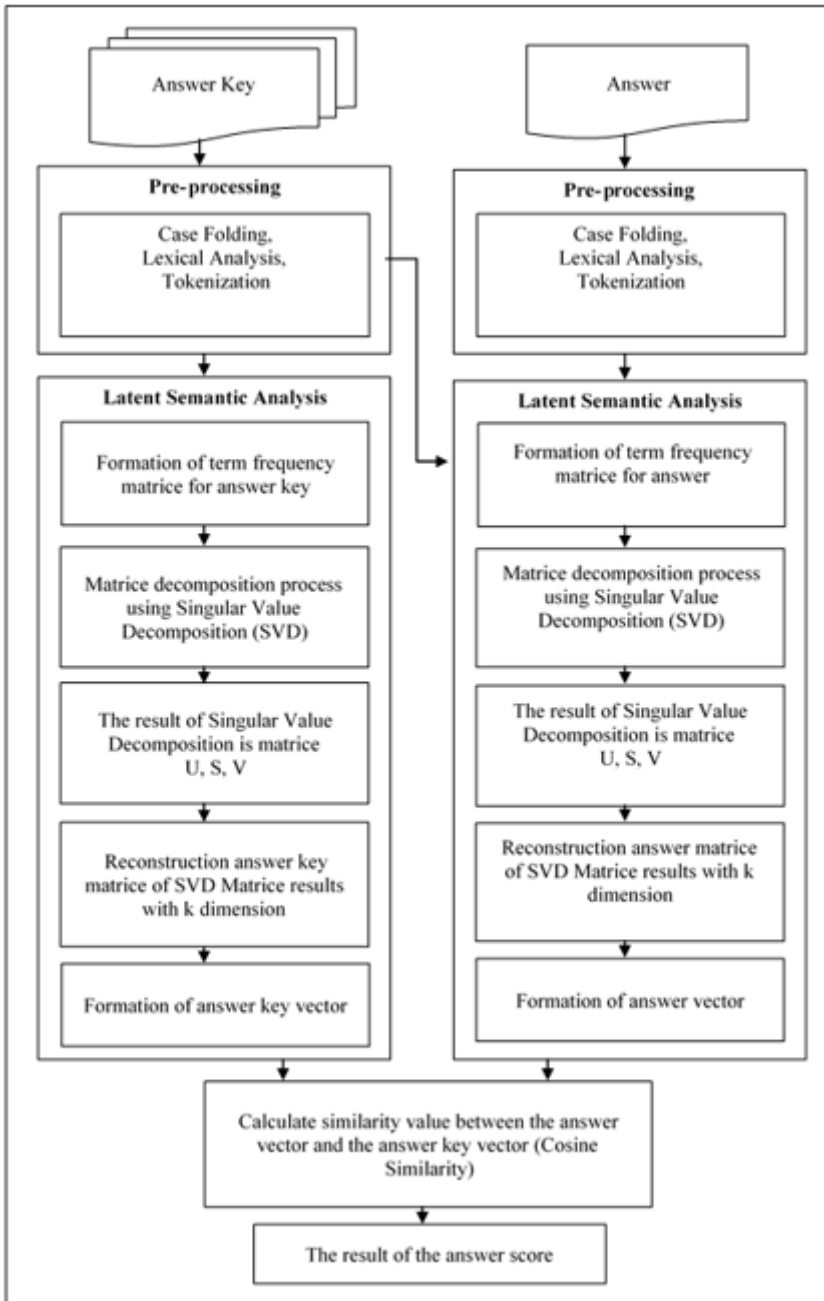 Answer Key
Pre-processing
Case Folding,
Lexical Analysis,
Tokenization
Latent Semantic Analysis
Formation of term frequency
matrice for answer key
Matrice decomposition process
using Singular Value
Decomposition (SVD)
The result of Singular Value
Decomposition is matrice
U, S, V
Reconstruction answer key
matrice of SVD Matrice results
with k dimension
Formation of answer key vector
Answer
Pre-processing
Case Folding,
Lexical Analysis,
Tokenization
Latent Semantic Analysis
Formation of term frequency
matrice for answer
Matrice decomposition process
using Singular Value
Decomposition (SVD)
The result of Singular Value
Decomposition is matrice
U, S, V
Reconstruction answer matrice
of SVD Matrice results with k
dimension
Formation of answer vector
Calculate similarity value between the answer
vector and the answer key vector (Cosine
Similarity)
The result of the answer score